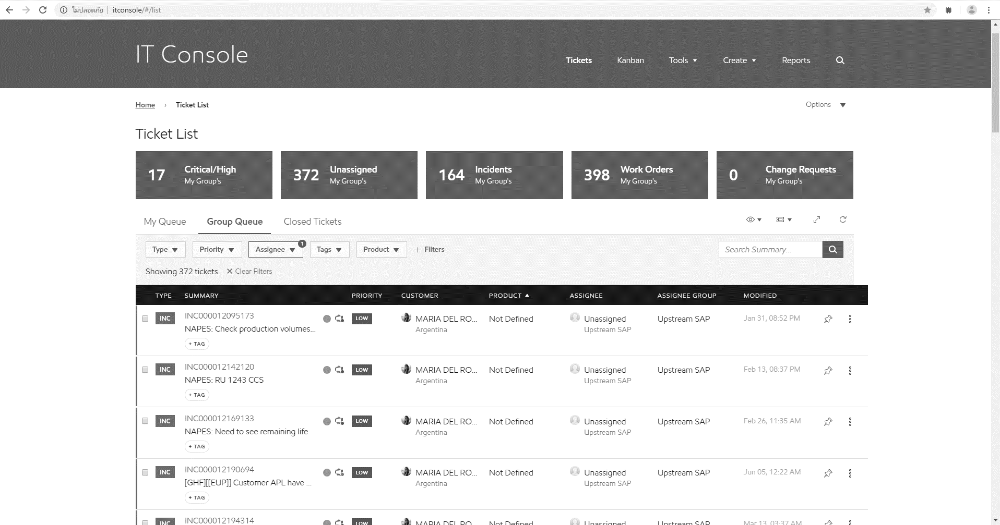 ไม่ปลอดภัย itconsole/#/list
IT Console
Tickets Kanban Tools Create Reports
Home › Ticket List Options
Ticket List
17 Critical/High My Group's
372 Unassigned My Group's
164 Incidents My Group's
398 Work Orders My Group's
0 Change Requests My Group's
My Queue Group Queue Closed Tickets
Type Priority Assignee 1 Tags Product + Filters Search Summary...
Showing 372 tickets × Clear Filters
TYPE SUMMARY PRIORITY CUSTOMER PRODUCT ASSIGNEE ASSIGNEE GROUP MODIFIED
INC INC000012095173 LOW MARIA DEL RO... Not Defined Unassigned Upstream SAP Jan 31, 08:52 PM
NAPES: Check production volumes... Argentina Upstream SAP
+ TAG
INC INC000012142120 LOW MARIA DEL RO... Not Defined Unassigned Upstream SAP Feb 13, 08:37 PM
NAPES: RU 1243 CCS Argentina Upstream SAP
+ TAG
INC INC000012169133 LOW MARIA DEL RO... Not Defined Unassigned Upstream SAP Feb 26, 11:35 AM
NAPES: Need to see remaining life Argentina Upstream SAP
+ TAG
INC INC000012190694 LOW MARIA DEL RO... Not Defined Unassigned Upstream SAP Jun 05, 12:22 AM
[GHF][[EUP]] Customer APL have ... Argentina Upstream SAP
+ TAG
INC INC000012194314 LOW MARIA DEL RO... Not Defined Unassigned Upstream SAP Mar 13, 03:37 AM